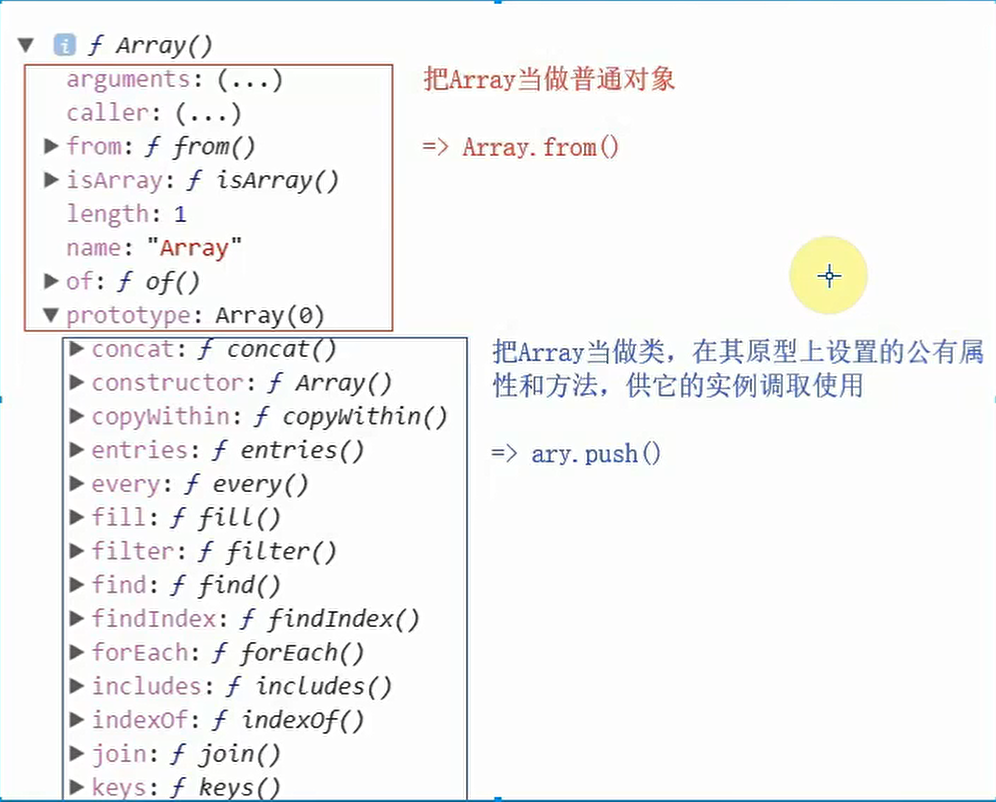 ▼ i ƒ Array()
arguments: (...)
把Array当做普通对象
caller: (...)
▶ from: ƒ from()
=> Array.from()
▶ isArray: ƒ isArray()
length: 1
name: "Array"
▶ of: ƒ of()
▼ prototype: Array(0)
▶ concat: ƒ concat()
把Array当做类，在其原型上设置的公有属
▶ constructor: ƒ Array()
性和方法，供它的实例调取使用
▶ copyWithin: ƒ copyWithin()
▶ entries: ƒ entries()
=> ary.push()
▶ every: ƒ every()
▶ fill: ƒ fill()
▶ filter: ƒ filter()
▶ find: ƒ find()
▶ findIndex: ƒ findIndex()
▶ forEach: ƒ forEach()
▶ includes: ƒ includes()
▶ indexOf: ƒ indexOf()
▶ join: ƒ join()
▶ keys: ƒ keys()